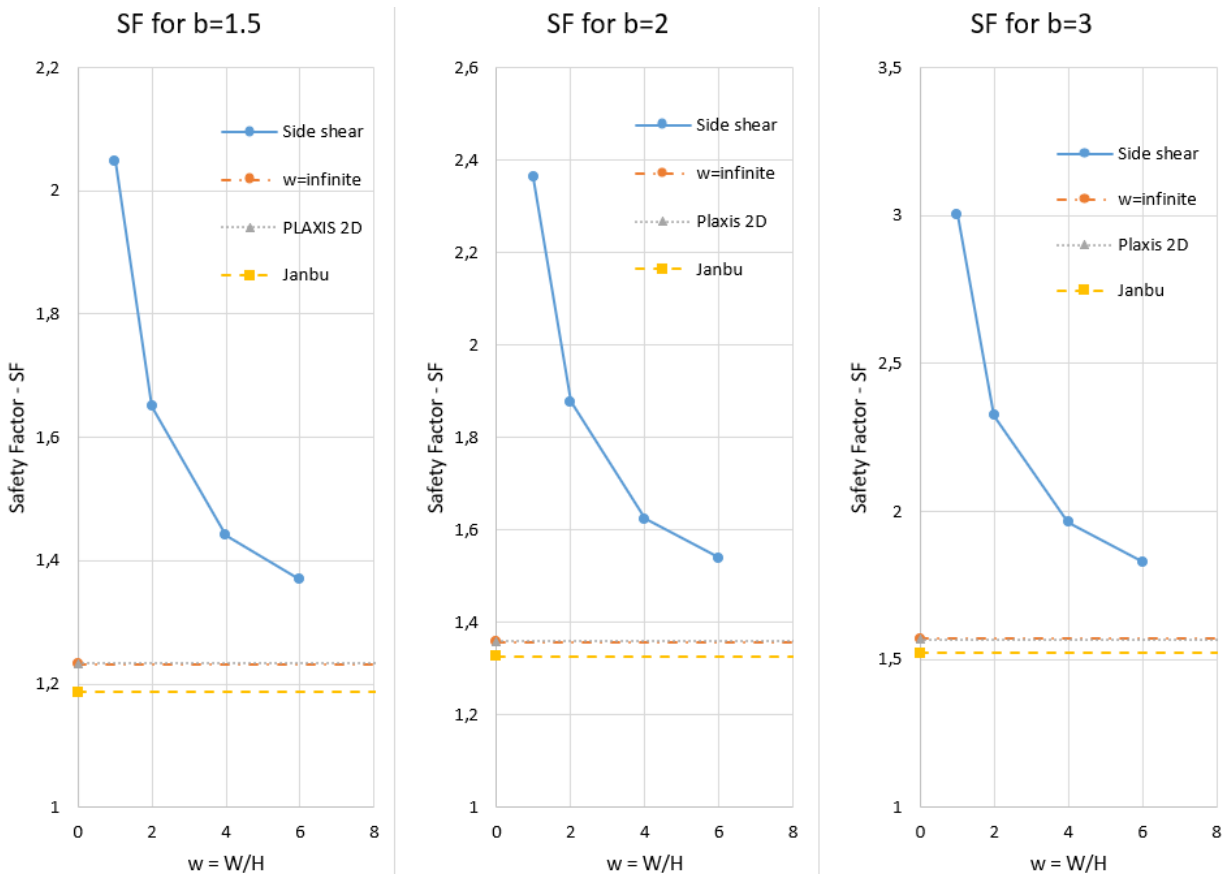 SF for b=1.5
2,2
2
1,8
1,6
1,4
1,2
1
Safety Factor - SF
Side shear
w=infinite
PLAXIS 2D
Janbu
0 2 4 6 8
w = W/H
SF for b=2
2,6
2,4
2,2
2
1,8
1,6
1,4
1,2
1
Safety Factor - SF
Side shear
w=infinite
Plaxis 2D
Janbu
0 2 4 6 8
w = W/H
SF for b=3
3,5
3
2,5
2
1,5
1
Safety Factor - SF
Side shear
w=infinite
Plaxis 2D
Janbu
0 2 4 6 8
w = W/H